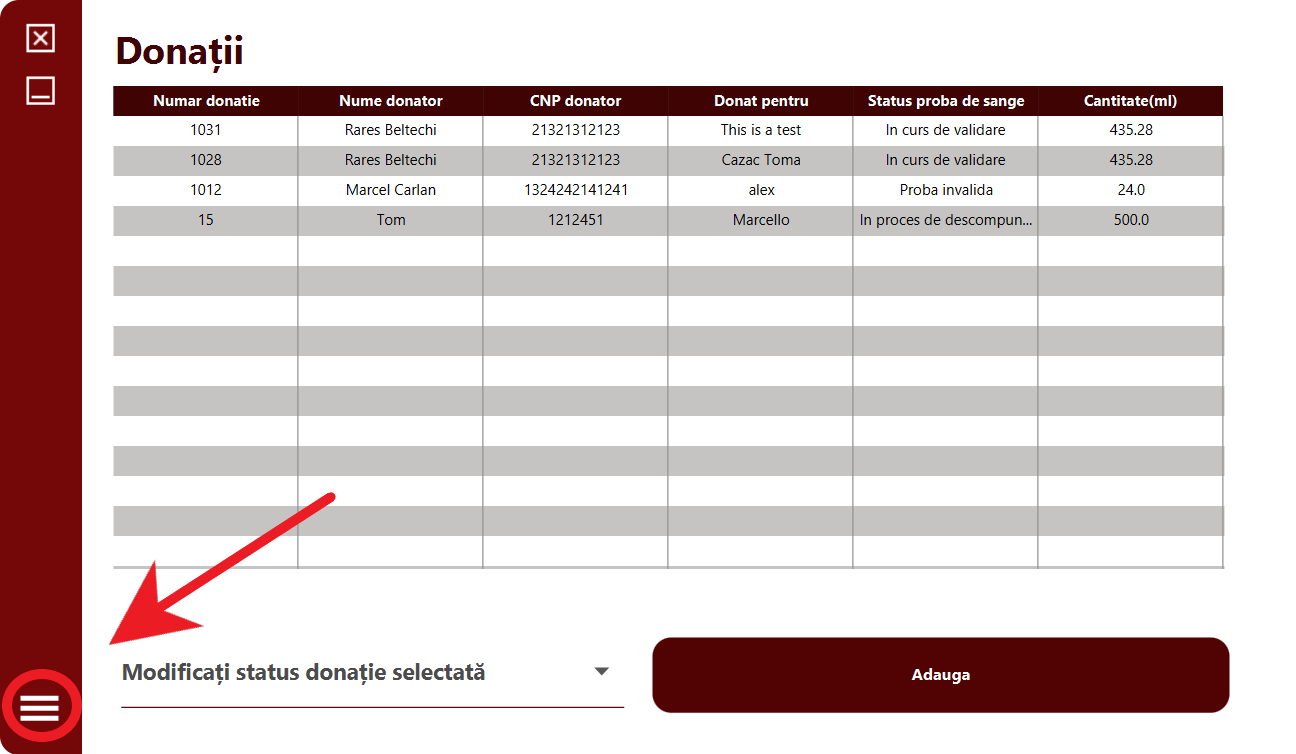 Donații
Numar donatie Nume donator CNP donator Donat pentru Status proba de sange Cantitate(ml)
1031 Rares Beltechi 21321312123 This is a test In curs de validare 435.28
1028 Rares Beltechi 21321312123 Cazac Toma In curs de validare 435.28
1012 Marcel Carlan 1324242141241 alex Proba invalida 24.0
15 Tom 1212451 Marcello In proces de descompun... 500.0
Modificați status donație selectată
Adauga